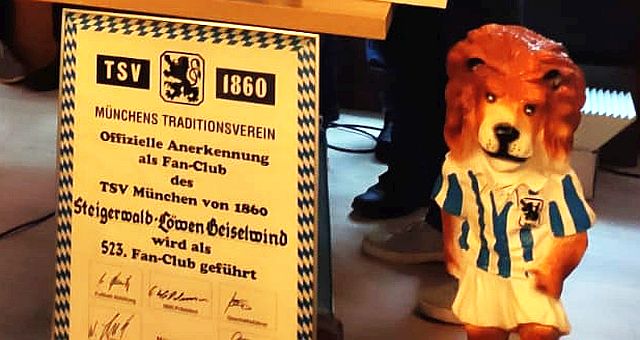 TSV 1860
MÜNCHENS TRADITIONSVEREIN
Offizielle Anerkennung
als Fan-Club
des
TSV München von 1860
Steigerwald-Löwen Geiselwind
wird als
523. Fan-Club geführt